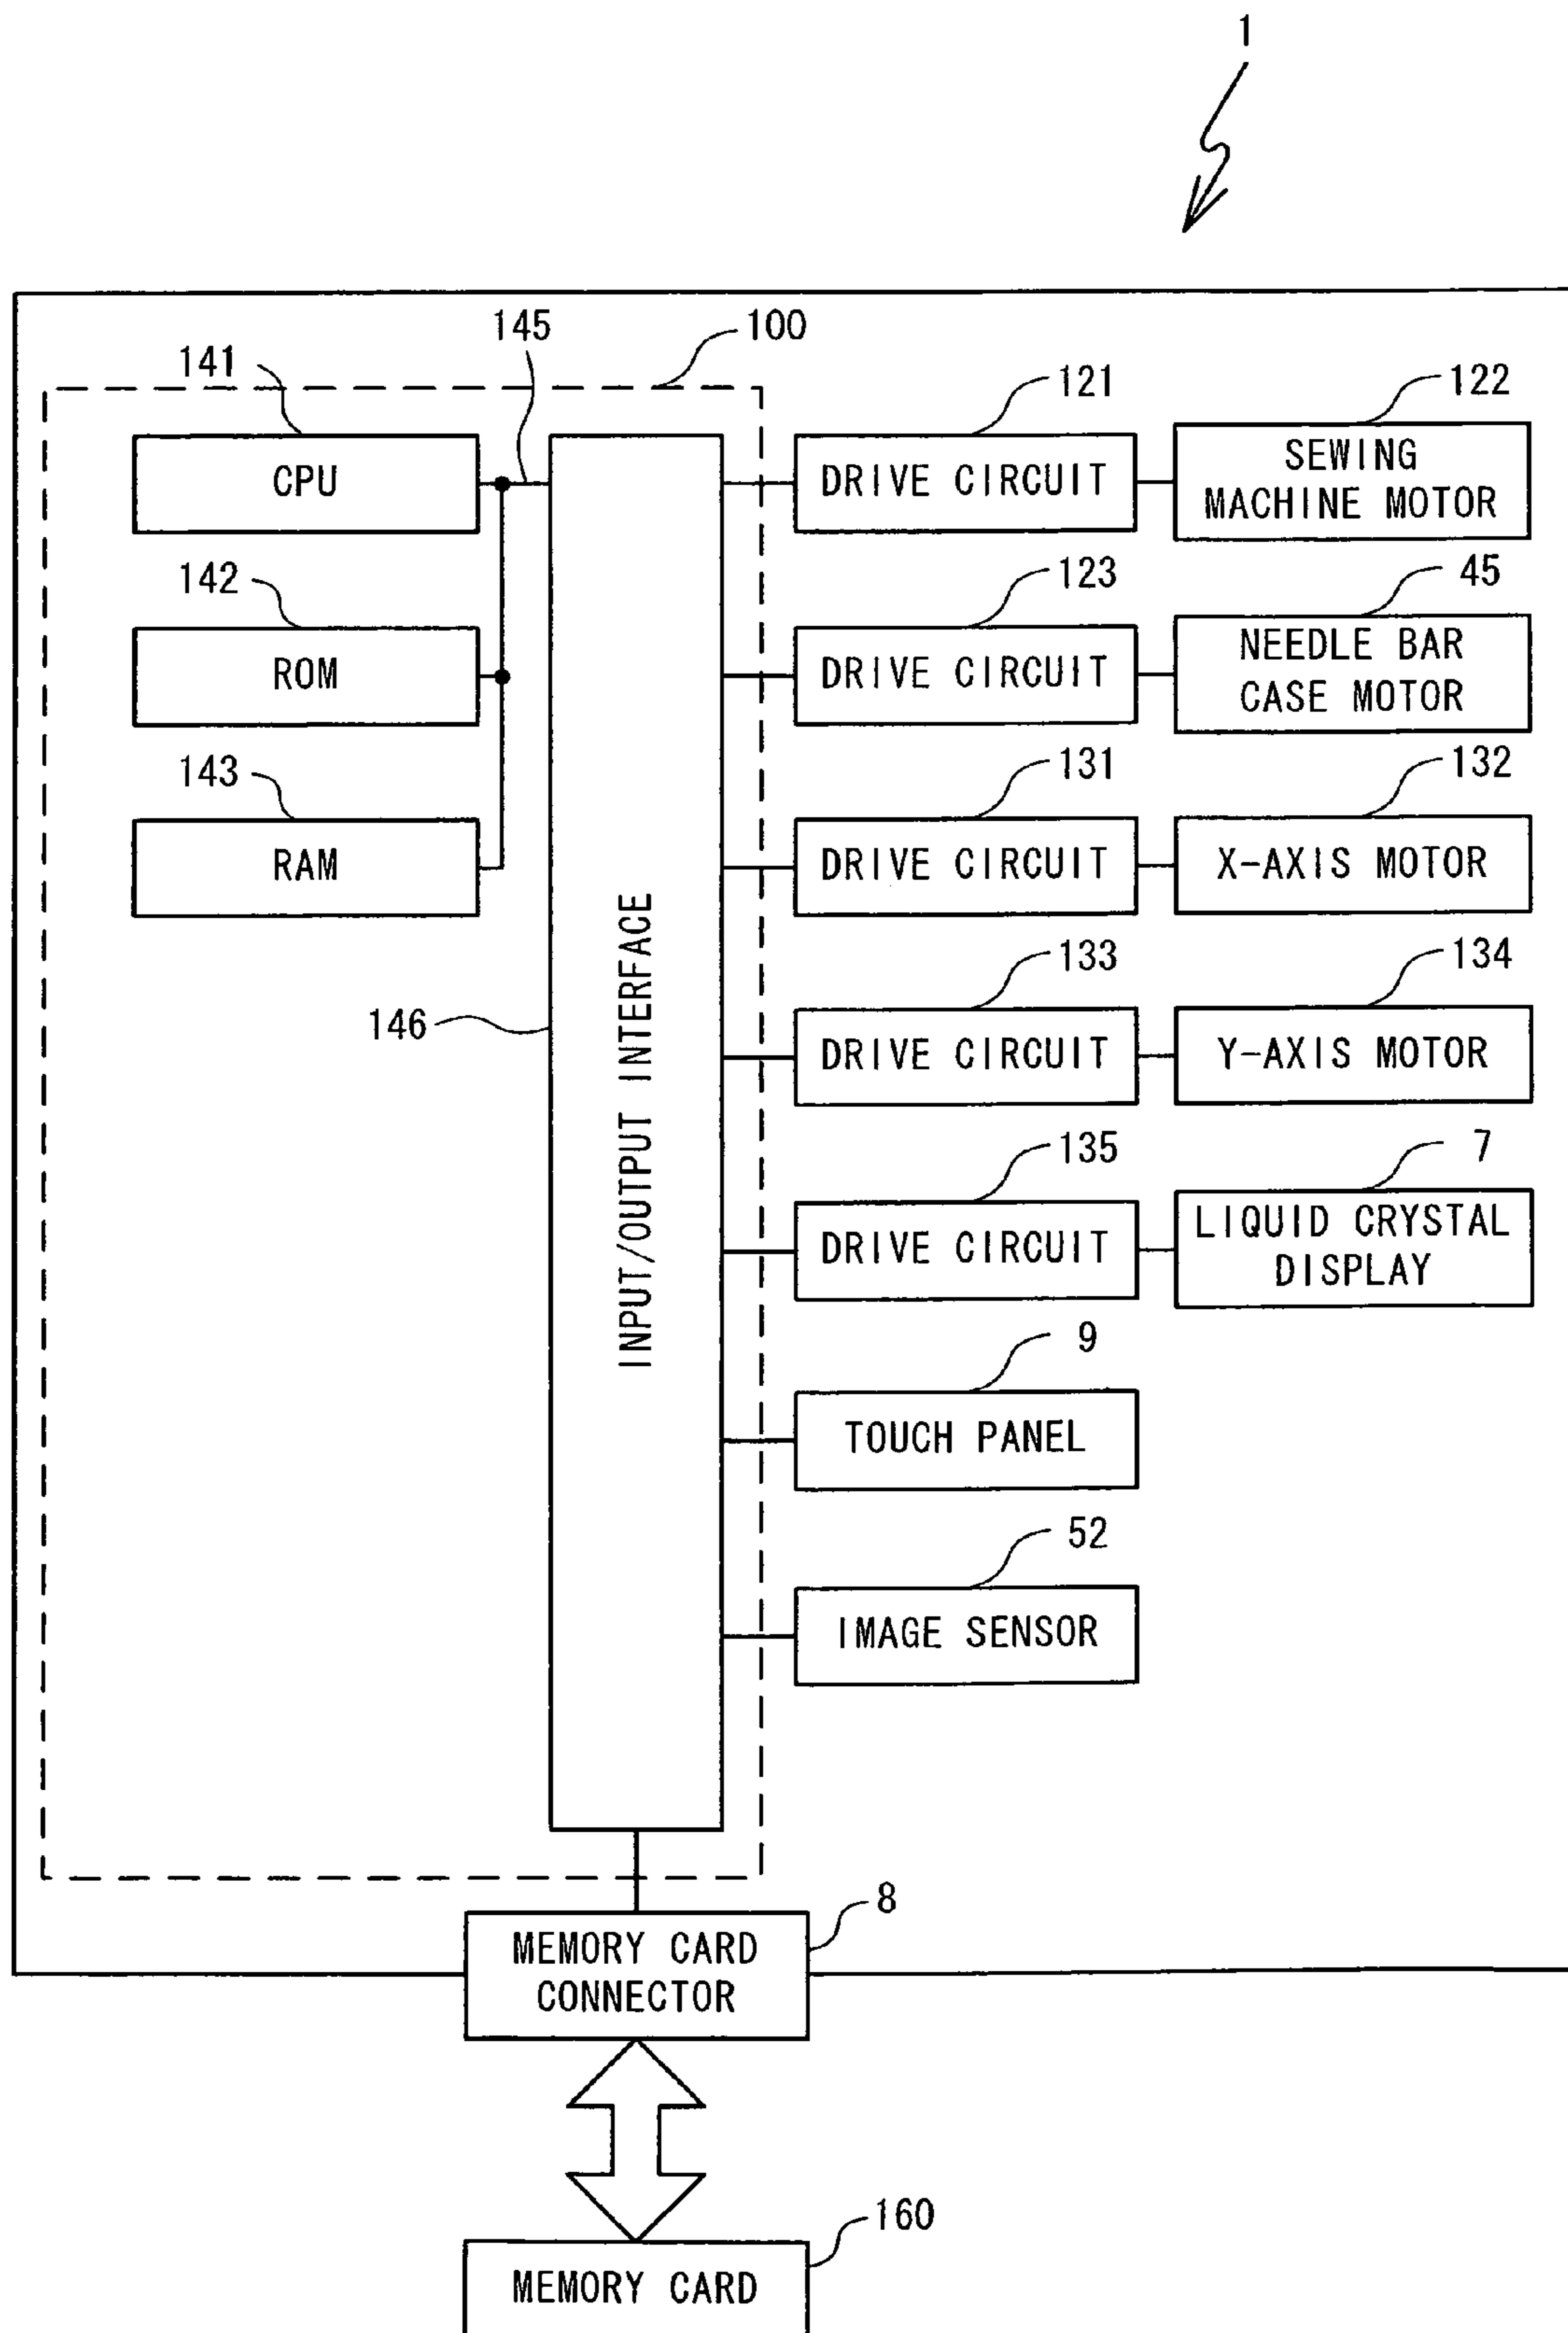 1
145
100
141
121
122
CPU
DRIVE CIRCUIT
SEWING
MACHINE MOTOR
142
123
45
ROM
DRIVE CIRCUIT
NEEDLE BAR
CASE MOTOR
143
131
132
RAM
DRIVE CIRCUIT
X-AXIS MOTOR
146
INPUT/OUTPUT INTERFACE
133
134
DRIVE CIRCUIT
Y-AXIS MOTOR
135
7
DRIVE CIRCUIT
LIQUID CRYSTAL
DISPLAY
9
TOUCH PANEL
52
IMAGE SENSOR
8
MEMORY CARD
CONNECTOR
160
MEMORY CARD